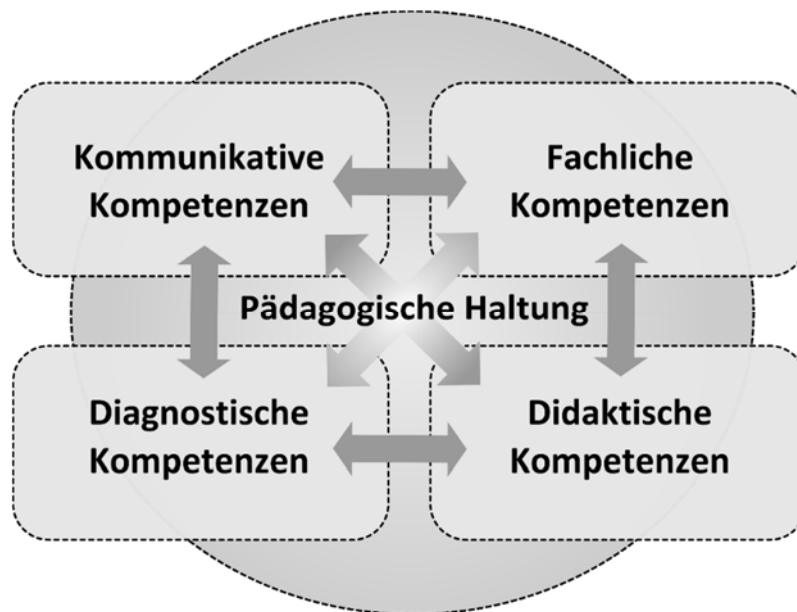 Kommunikative
Kompetenzen
Fachliche
Kompetenzen
Pädagogische Haltung
Diagnostische
Kompetenzen
Didaktische
Kompetenzen